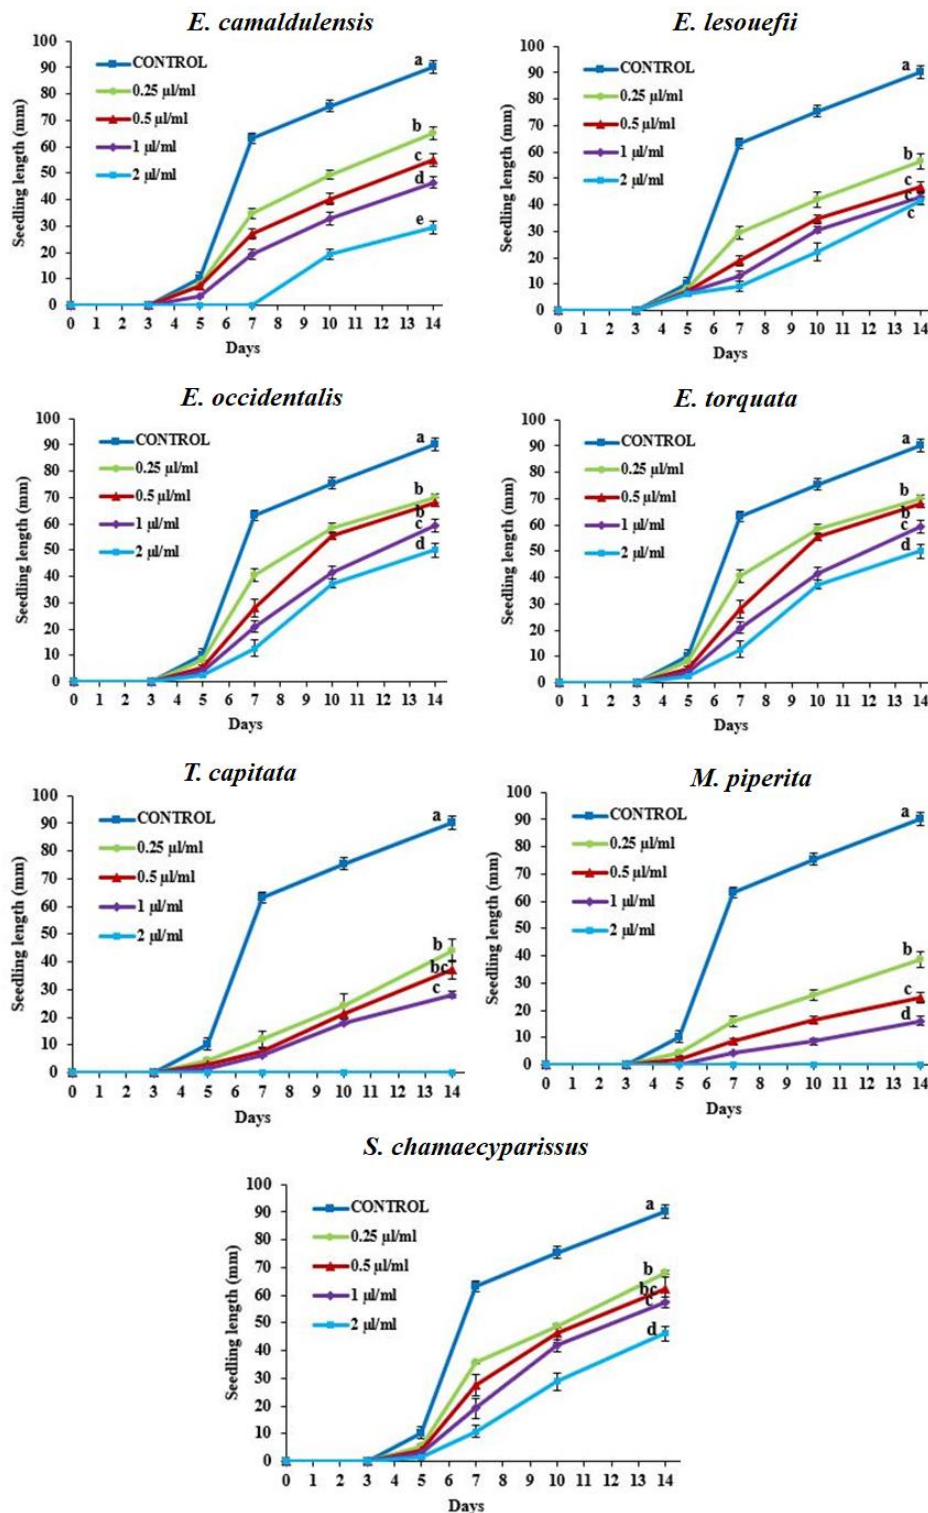 E. camaldulensis
100
90
80
70
60
50
40
30
20
10
0
Seedling length (mm)
CONTROL
0.25 µl/ml
0.5 µl/ml
1 µl/ml
2 µl/ml
a
b
c
d
e
0 1 2 3 5 6 7 8 9 10 11 12 13 14
Days
E. lesouefii
100
90
80
70
60
50
40
30
20
10
0
Seedling length (mm)
CONTROL
0.25 µl/ml
0.5 µl/ml
1 µl/ml
2 µl/ml
a
b
c
c
c
0 1 2 3 5 6 7 8 9 10 11 12 13 14
Days
E. occidentalis
100
90
80
70
60
50
40
30
20
10
0
Seedling length (mm)
CONTROL
0.25 µl/ml
0.5 µl/ml
1 µl/ml
2 µl/ml
a
b
b
c
d
0 1 2 3 5 6 7 8 9 10 11 12 13 14
Days
E. torquata
100
90
80
70
60
50
40
30
20
10
0
Seedling length (mm)
CONTROL
0.25 µl/ml
0.5 µl/ml
1 µl/ml
2 µl/ml
a
b
b
c
d
0 1 2 3 5 6 7 8 9 10 11 12 13 14
Days
T. capitata
100
90
80
70
60
50
40
30
20
10
0
Seedling length (mm)
CONTROL
0.25 µl/ml
0.5 µl/ml
1 µl/ml
2 µl/ml
a
b
bc
c
0 1 2 3 5 6 7 8 9 10 11 12 13 14
Days
M. piperita
100
90
80
70
60
50
40
30
20
10
0
Seedling length (mm)
CONTROL
0.25 µl/ml
0.5 µl/ml
1 µl/ml
2 µl/ml
a
b
c
d
0 1 2 3 5 6 7 8 9 10 11 12 13 14
Days
S. chamaecyparissus
100
90
80
70
60
50
40
30
20
10
0
Seedling length (mm)
CONTROL
0.25 µl/ml
0.5 µl/ml
1 µl/ml
2 µl/ml
a
b
bc
c
d
0 1 2 3 5 6 7 8 9 10 11 12 13 14
Days